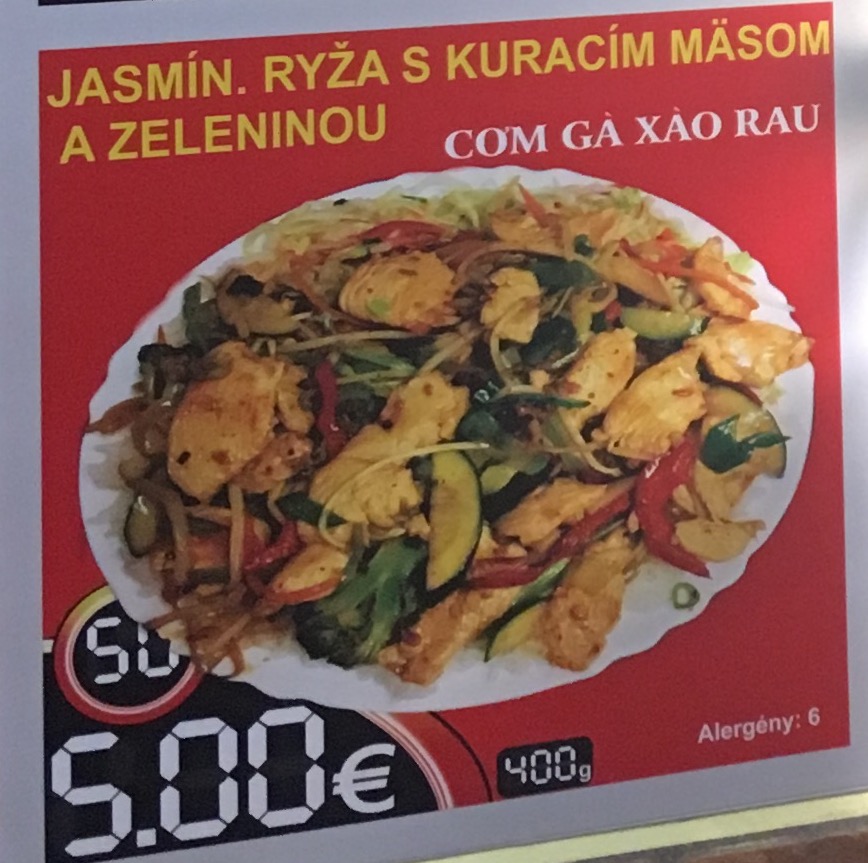 JASMÍN. RYŽA S KURACÍM MÄSOM
A ZELENINOU
CƠM GÀ XÀO RAU
50
5.00€
400g
Alergény: 6